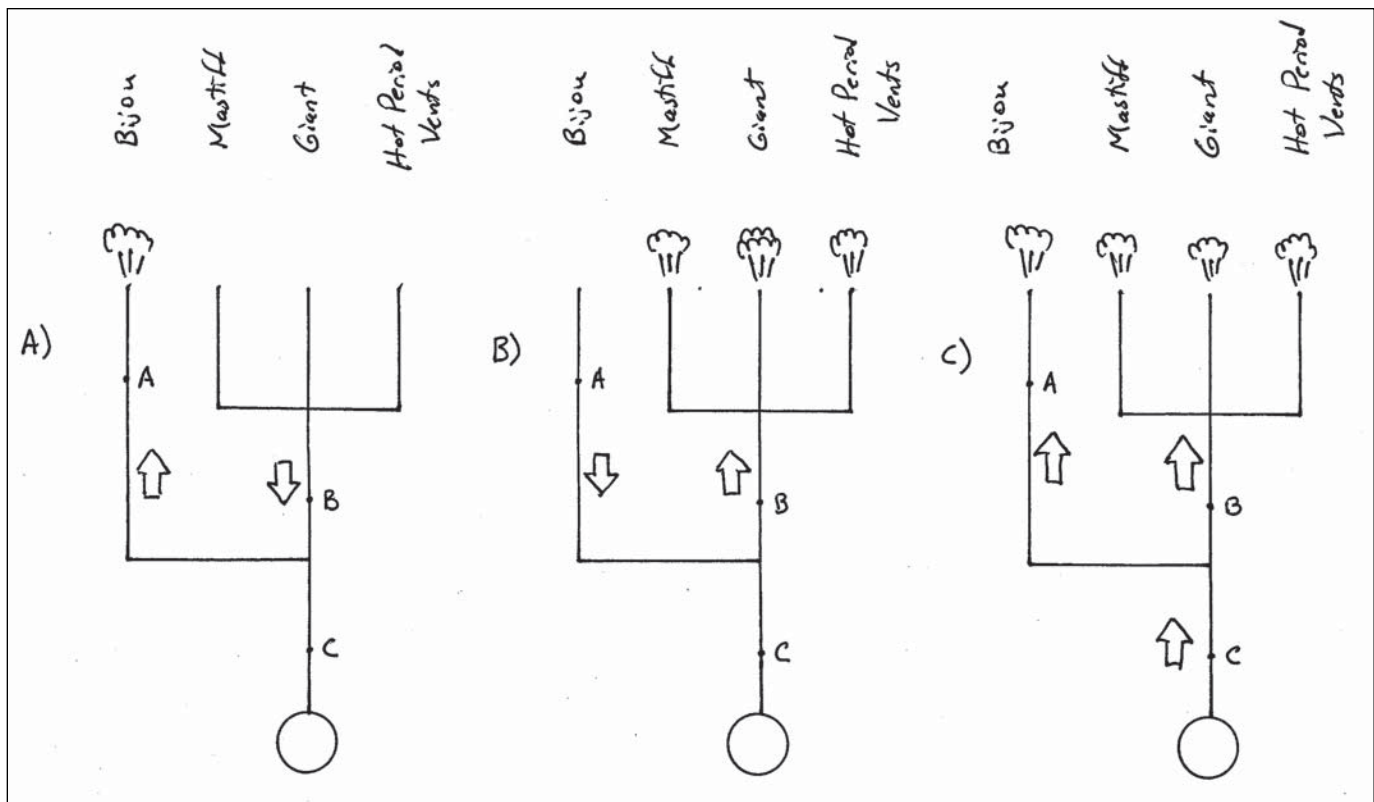 Bijou
Mastiff
Giant
Hot Period
Vents
Bijou
Mastiff
Giant
Hot Period
Vents
Bijou
Mastiff
Giant
Hot Period
Vents
A)
A
B
C
B)
A
B
C
C)
A
B
C